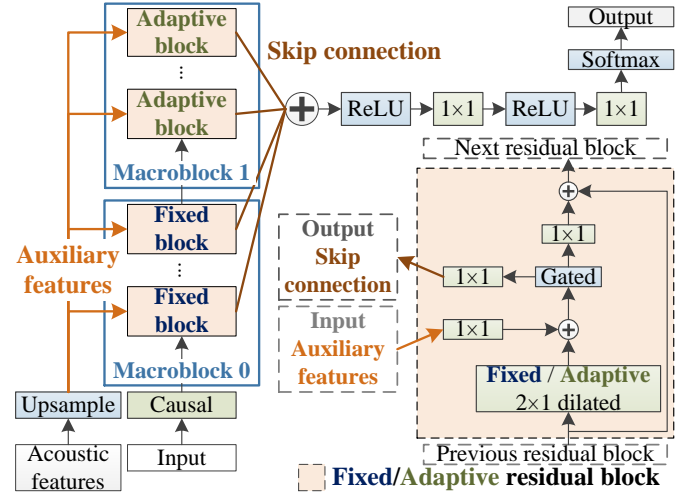 Adaptive
block
...
Adaptive
block
Macroblock 1
Fixed
block
...
Fixed
block
Macroblock 0
Auxiliary
features
Upsample
Causal
Acoustic
features
Input
Skip connection
+
ReLU
1×1
ReLU
1×1
Softmax
Output
Next residual block
+
1×1
Gated
1×1
Output
Skip
connection
Input
Auxiliary
features
1×1
+
Fixed / Adaptive
2×1 dilated
Previous residual block
Fixed/Adaptive residual block